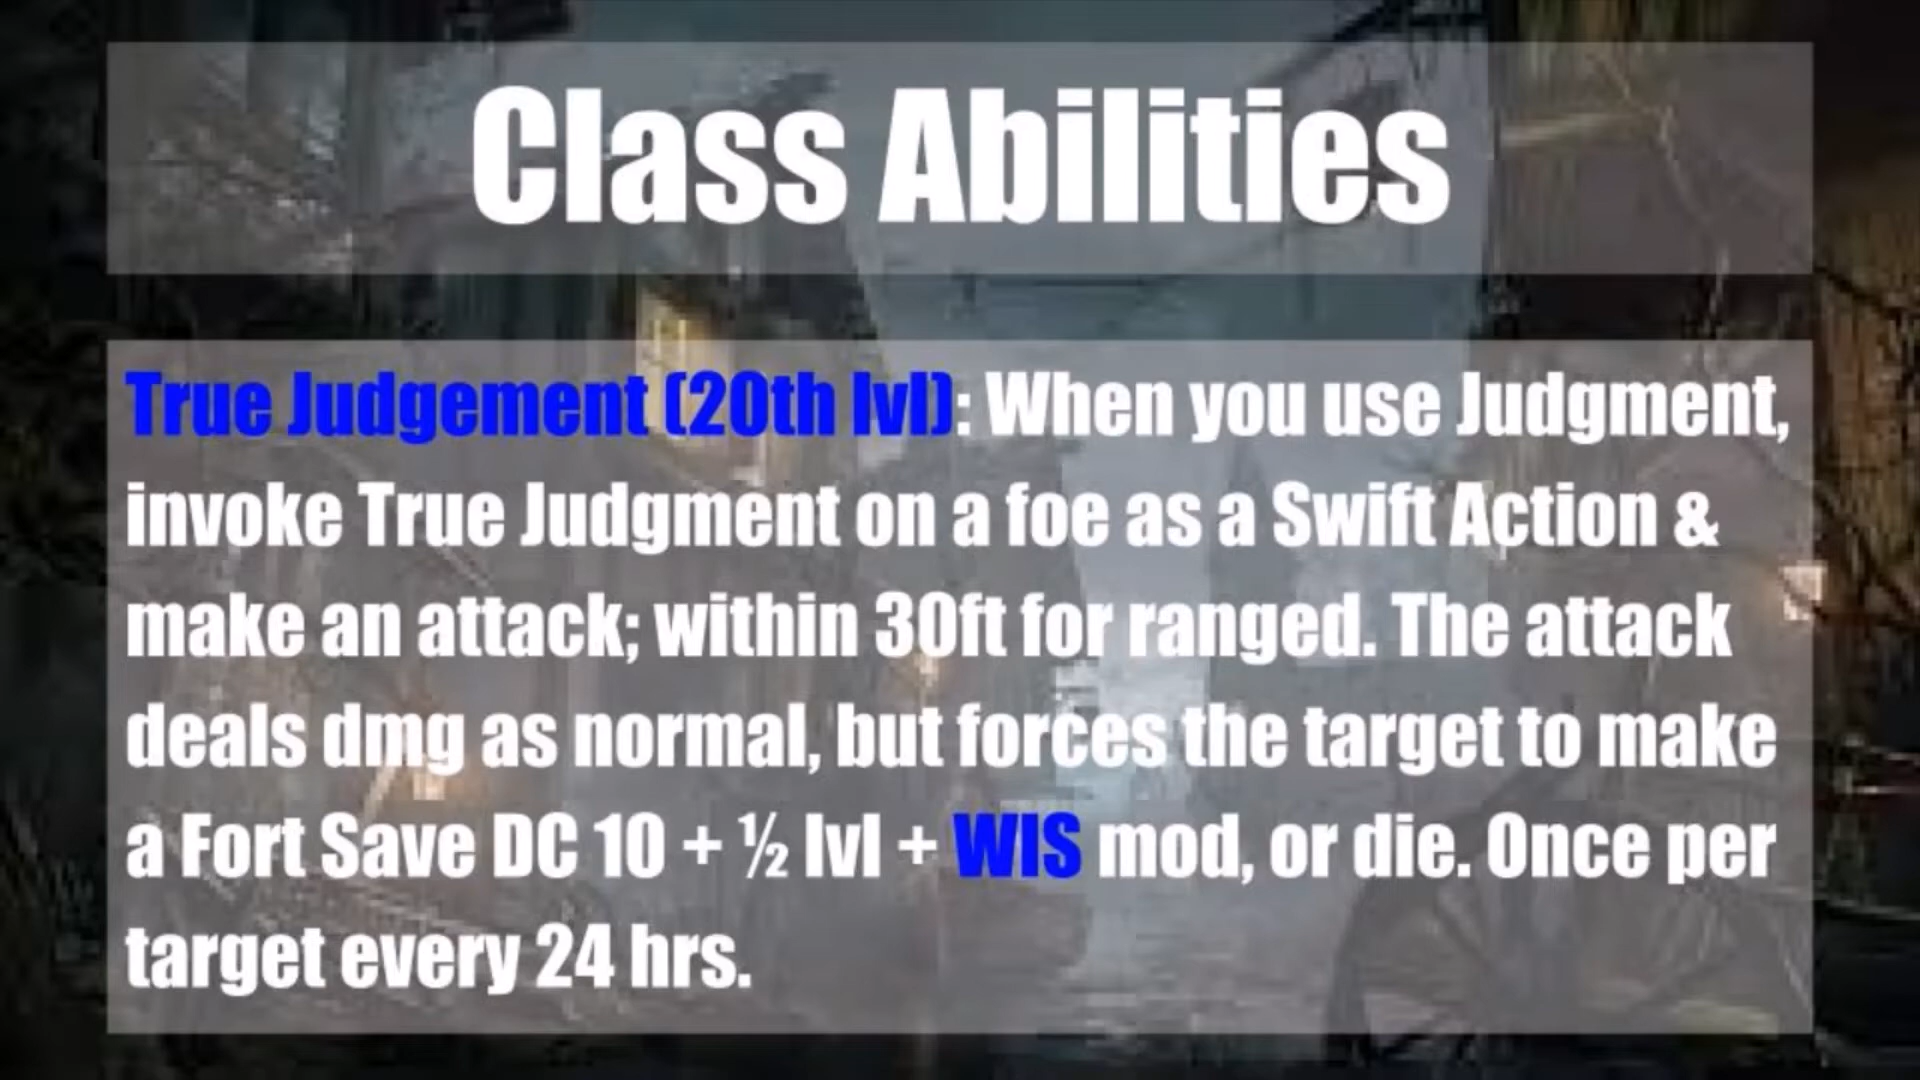 Class Abilities
True Judgement (20th lvl): When you use Judgment,
invoke True Judgment on a foe as a Swift Action &
make an attack; within 30ft for ranged. The attack
deals dmg as normal, but forces the target to make
a Fort Save DC 10 + ½ lvl + WIS mod, or die. Once per
target every 24 hrs.